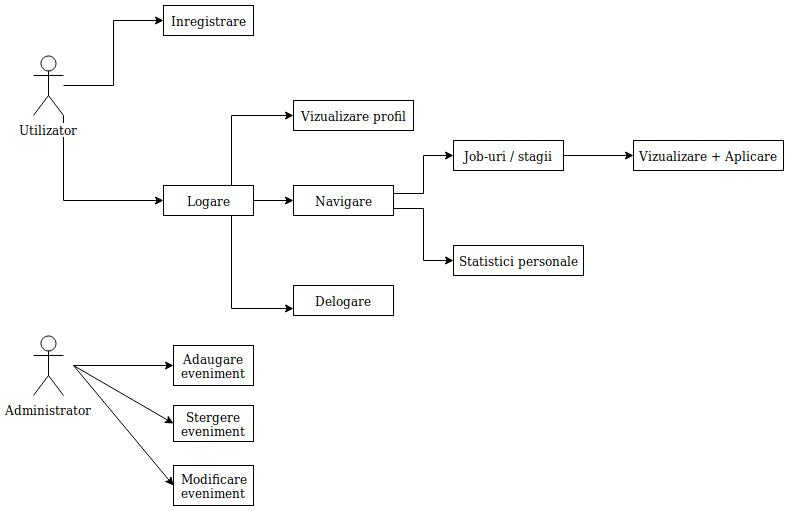 Inregistrare
Utilizator
Vizualizare profil
Job-uri / stagii
Vizualizare + Aplicare
Logare
Navigare
Statistici personale
Delogare
Administrator
Adaugare
eveniment
Stergere
eveniment
Modificare
eveniment